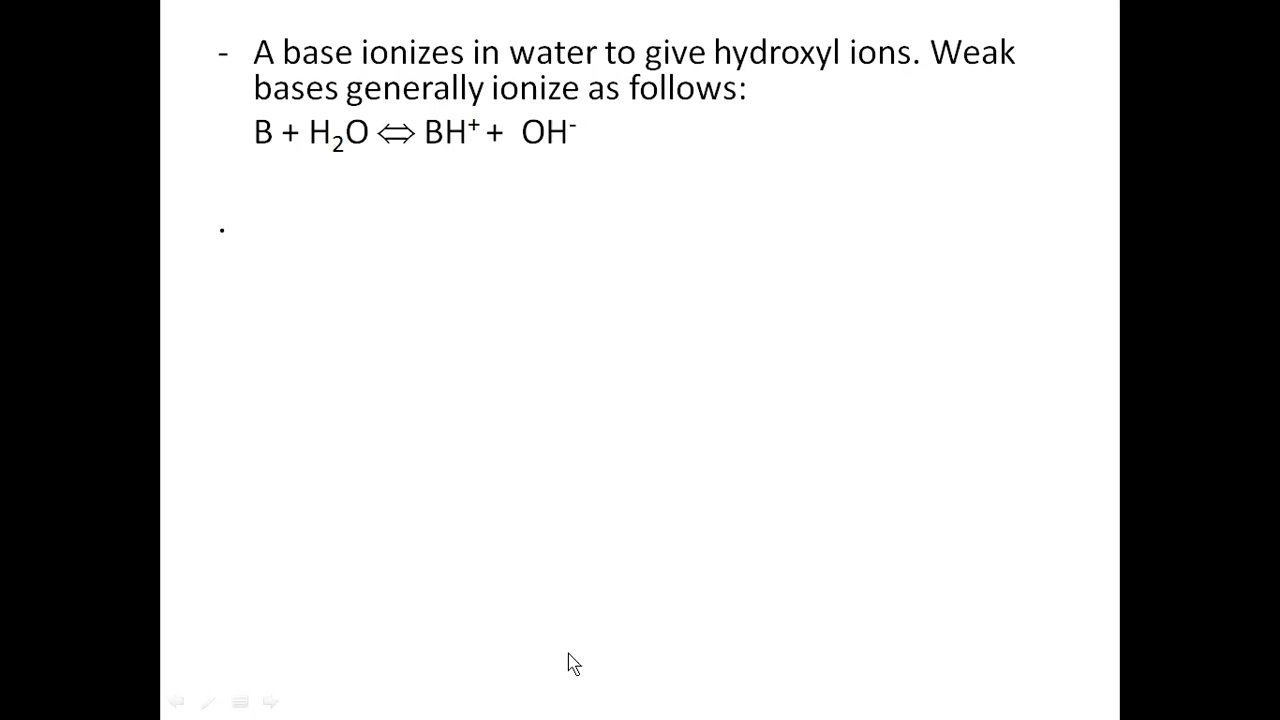 - A base ionizes in water to give hydroxyl ions. Weak
bases generally ionize as follows:
B + H₂O ⇔ BH⁺ + OH⁻
.